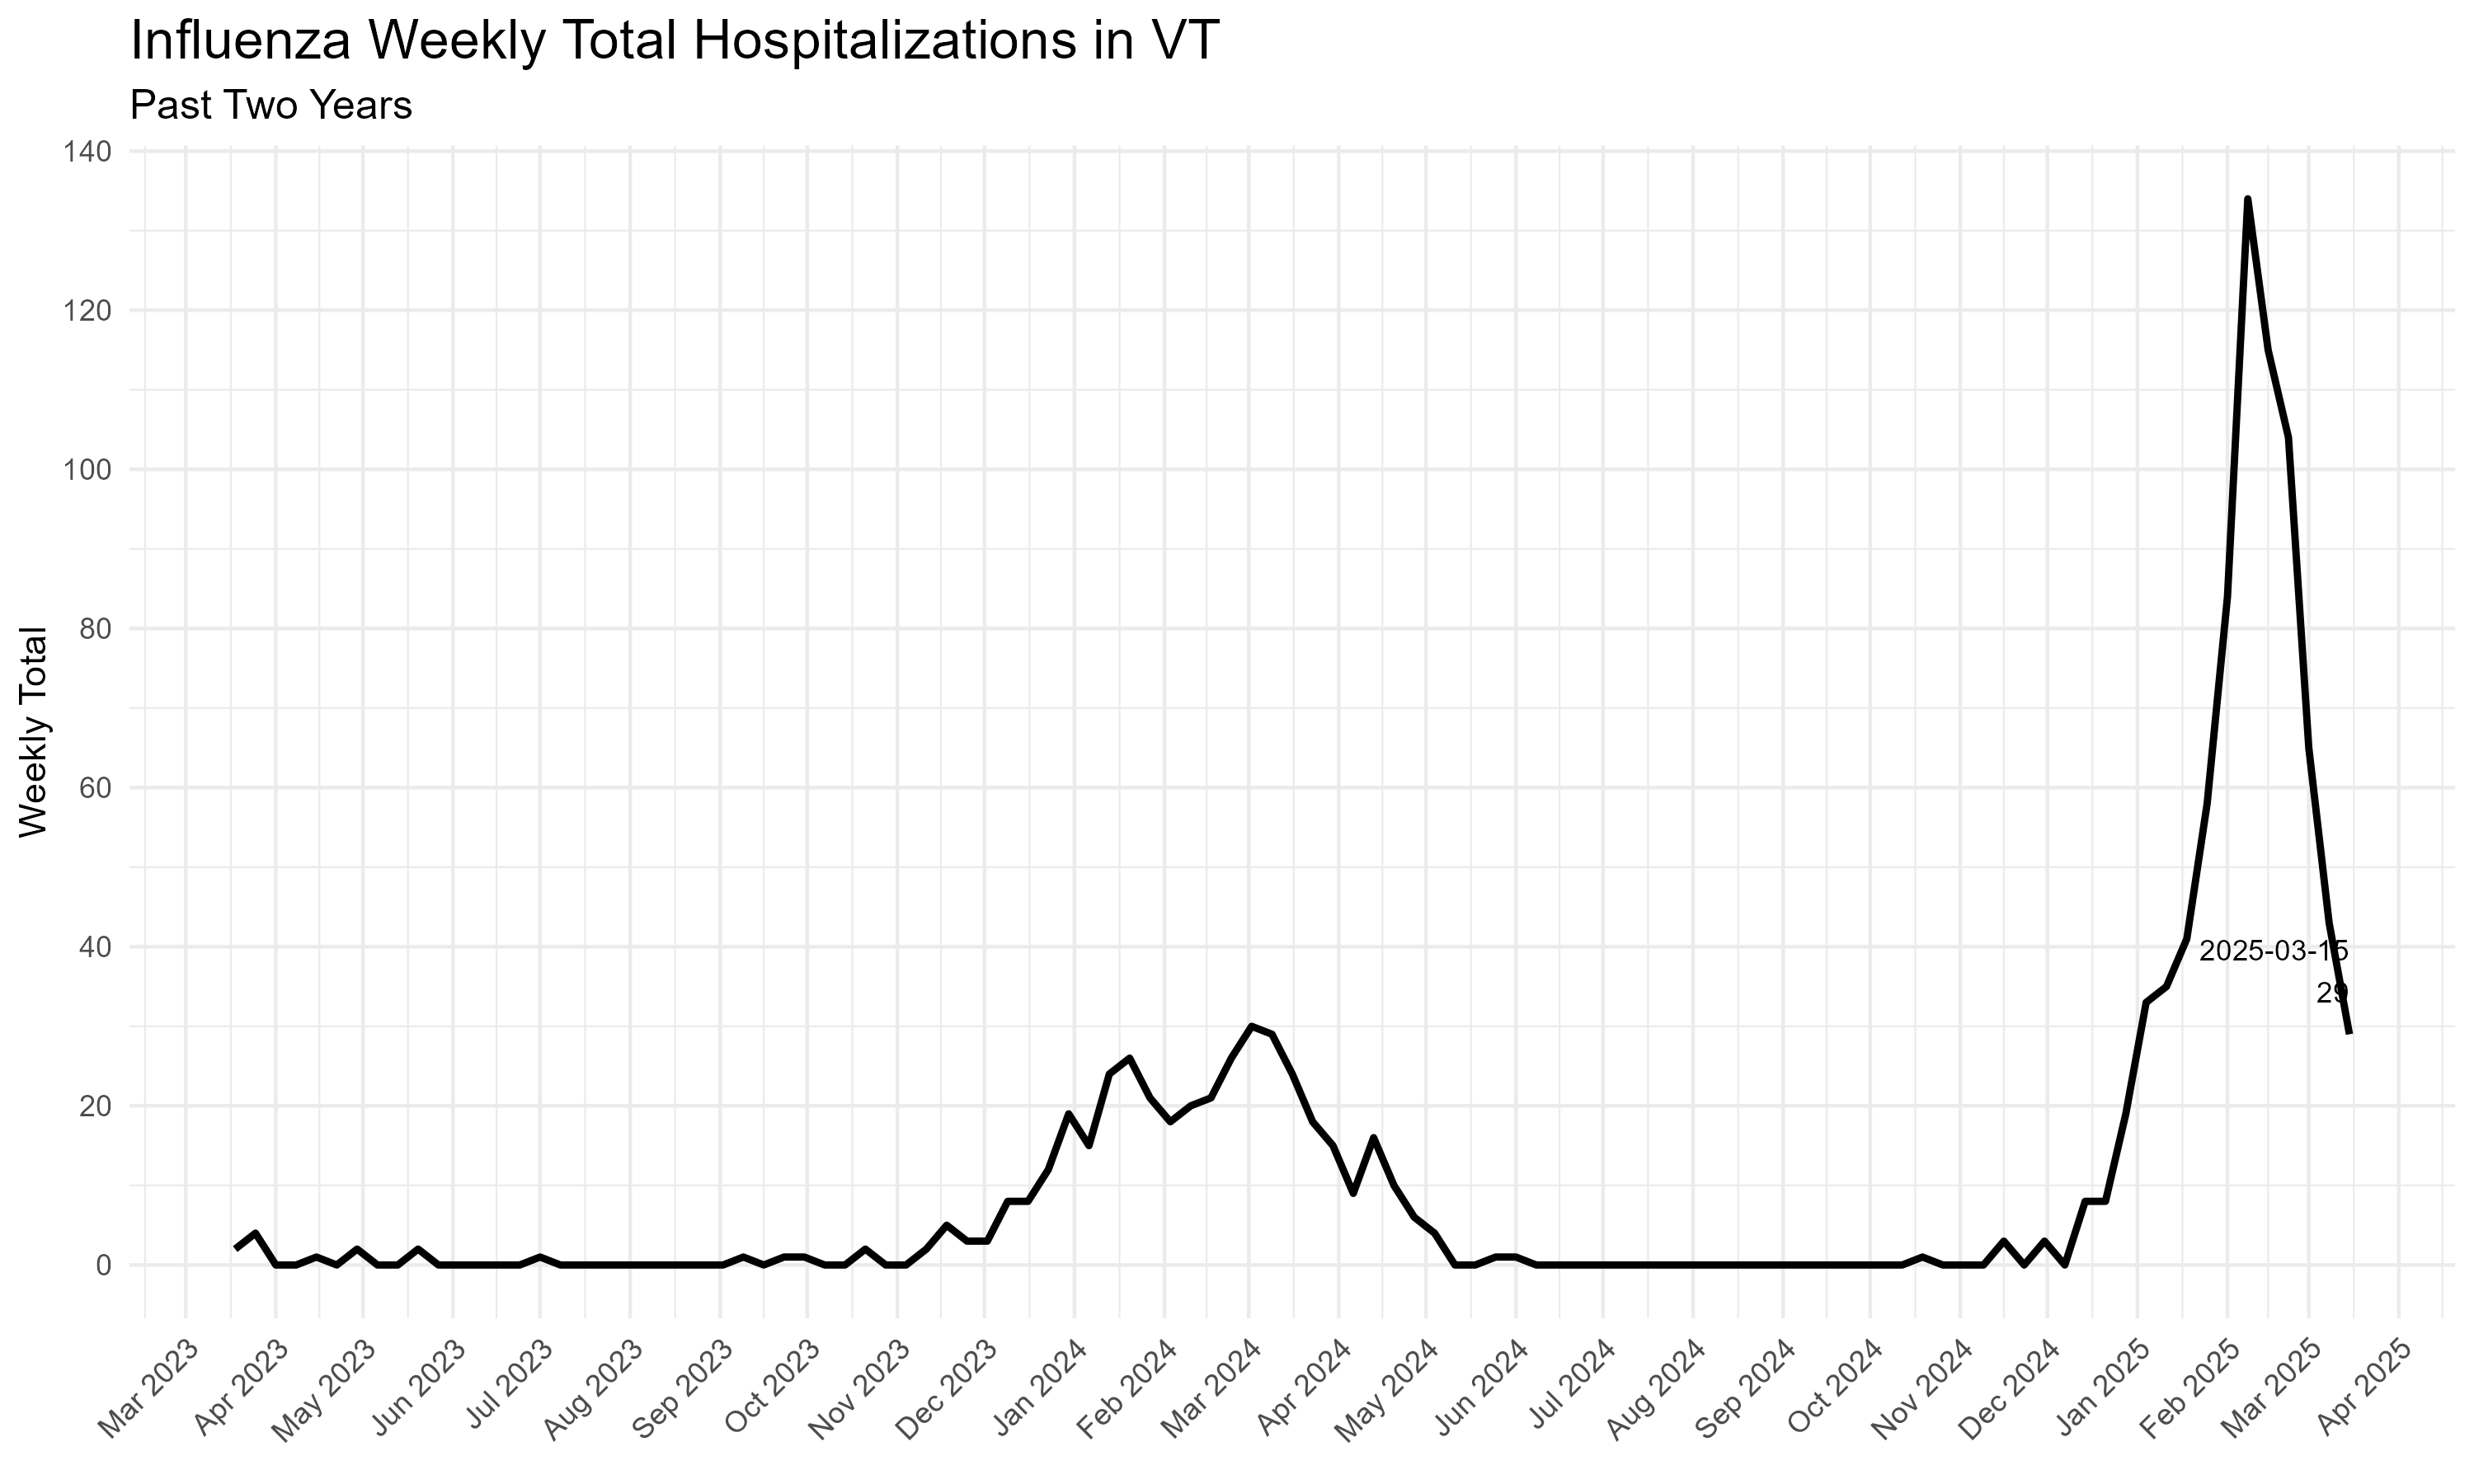 Influenza Weekly Total Hospitalizations in VT
Past Two Years
Weekly Total
140
120
100
80
60
40
20
0
2025-03-15
29
Mar 2023
Apr 2023
May 2023
Jun 2023
Jul 2023
Aug 2023
Sep 2023
Oct 2023
Nov 2023
Dec 2023
Jan 2024
Feb 2024
Mar 2024
Apr 2024
May 2024
Jun 2024
Jul 2024
Aug 2024
Sep 2024
Oct 2024
Nov 2024
Dec 2024
Jan 2025
Feb 2025
Mar 2025
Apr 2025